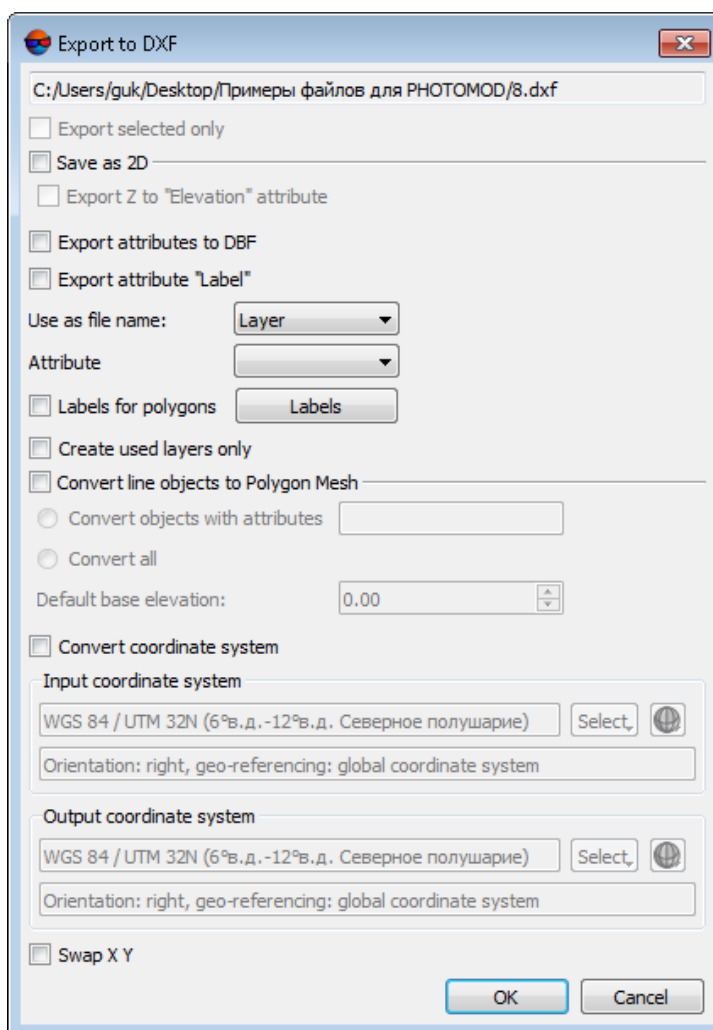 Export to DXF
C:/Users/guk/Desktop/Примеры файлов для PHOTOMOD/8.dxf
Export selected only
Save as 2D
Export Z to "Elevation" attribute
Export attributes to DBF
Export attribute "Label"
Use as file name: Layer
Attribute
Labels for polygons Labels
Create used layers only
Convert line objects to Polygon Mesh
Convert objects with attributes
Convert all
Default base elevation: 0.00
Convert coordinate system
Input coordinate system
WGS 84 / UTM 32N (6°в.д.-12°в.д. Северное полушарие) Select
Orientation: right, geo-referencing: global coordinate system
Output coordinate system
WGS 84 / UTM 32N (6°в.д.-12°в.д. Северное полушарие) Select
Orientation: right, geo-referencing: global coordinate system
Swap X Y
OK Cancel